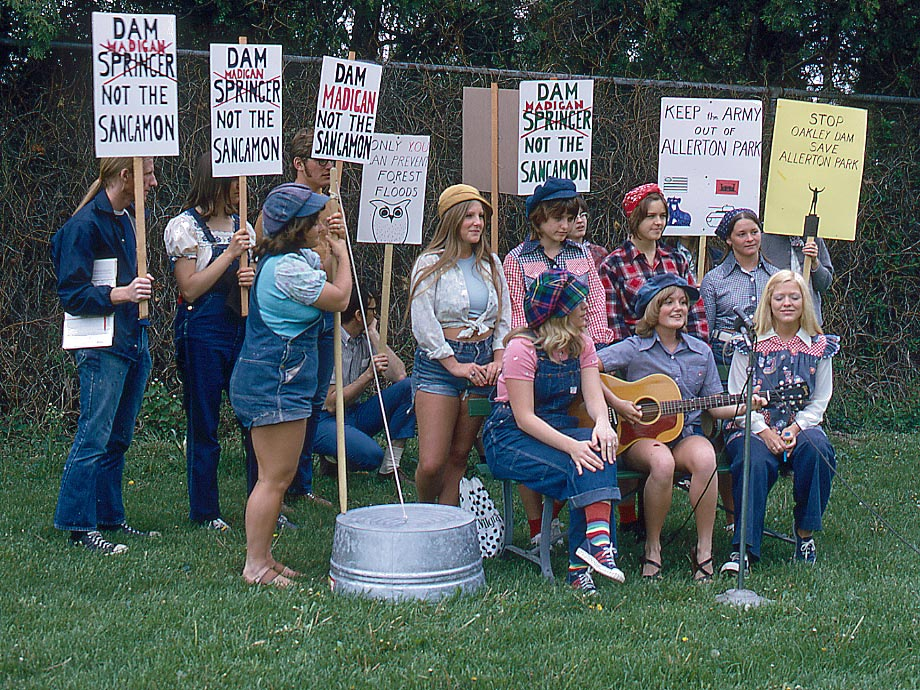 DAM
MADIGAN
SPRINGER
NOT THE
SANGAMON
DAM
MADIGAN
SPRINGER
NOT THE
SANGAMON
DAM
MADIGAN
NOT THE
SANGAMON
ONLY YOU
CAN PREVENT
FOREST
FLOODS
DAM
MADIGAN
SPRINGER
NOT THE
SANGAMON
KEEP the ARMY
OUT OF
ALLERTON PARK
STOP
OAKLEY DAM
SAVE
ALLERTON PARK